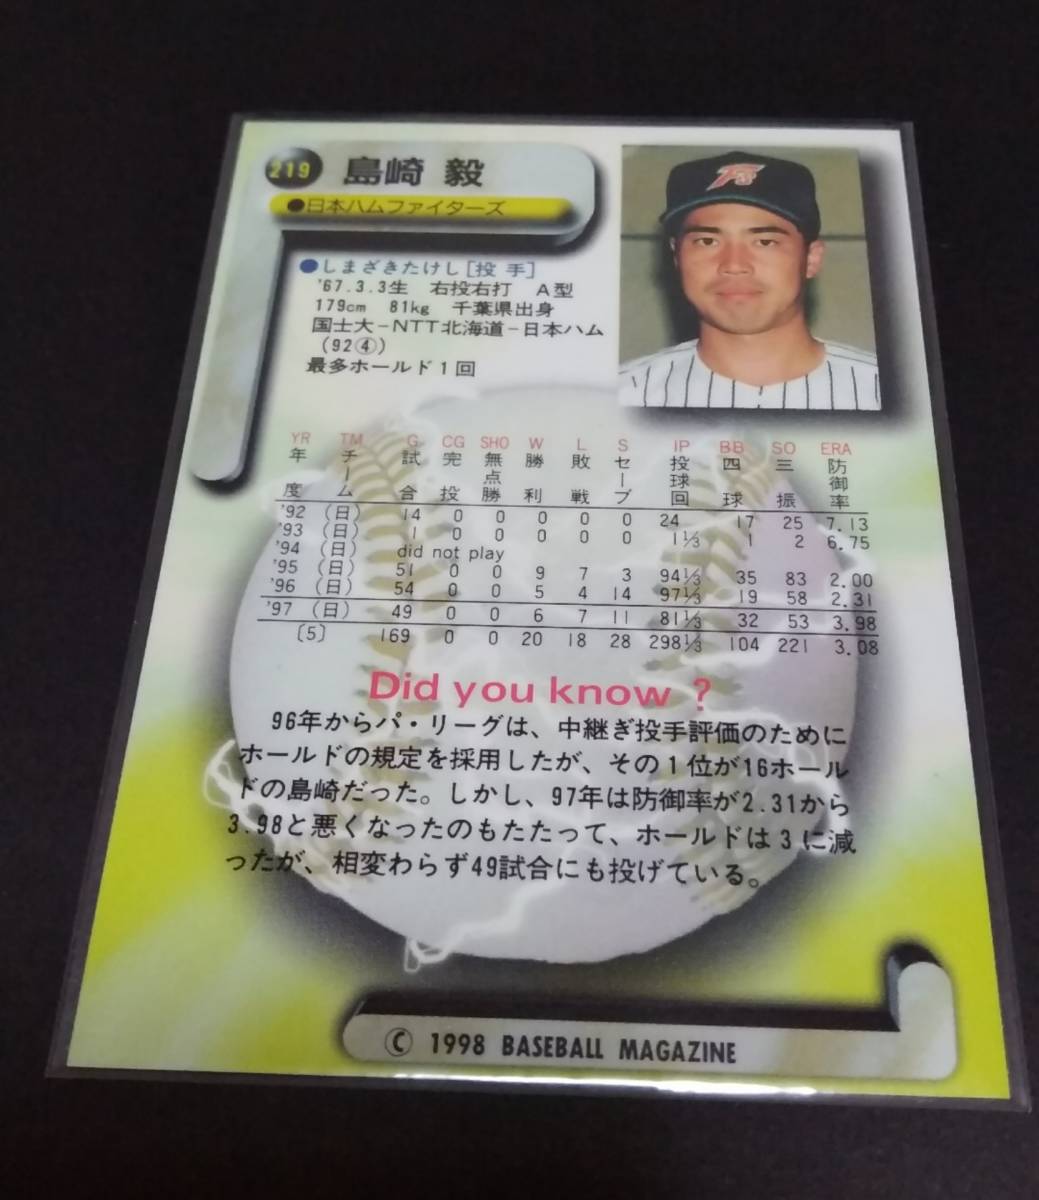 219 島崎 毅
●日本ハムファイターズ
●しまざきたけし[投 手]
'67.3.3生 右投右打 A型
179cm 81kg 千葉県出身
国士大－NTT北海道－日本ハム
（92④）
最多ホールド1回
YR TM G CG SHO W L S IP BB SO ERA
年度 チーム 試合 完投 無点勝 勝利 敗戦 セーブ 投球回 四球 三振 防御率
'92 (日) 14 0 0 0 0 0 24 17 25 7.13
'93 (日) 1 0 0 0 0 0 1⅓ 1 2 6.75
'94 (日) did not play
'95 (日) 51 0 0 9 7 3 94⅓ 35 83 2.00
'96 (日) 54 0 0 5 4 14 97⅓ 19 58 2.31
'97 (日) 49 0 0 6 7 11 81⅓ 32 53 3.98
〔5〕 169 0 0 20 18 28 298⅓ 104 221 3.08
Did you know ?
96年からパ・リーグは、中継ぎ投手評価のために
ホールドの規定を採用したが、その1位が16ホール
ドの島崎だった。しかし、97年は防御率が2.31から
3.98と悪くなったのもたたって、ホールドは3に減
ったが、相変わらず49試合にも投げている。
© 1998 BASEBALL MAGAZINE